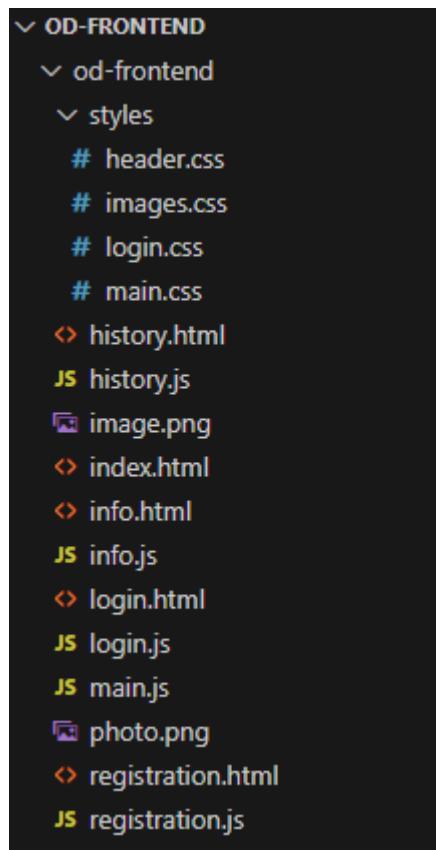 OD-FRONTEND
od-frontend
styles
# header.css
# images.css
# login.css
# main.css
<> history.html
JS history.js
image.png
<> index.html
<> info.html
JS info.js
<> login.html
JS login.js
JS main.js
photo.png
<> registration.html
JS registration.js